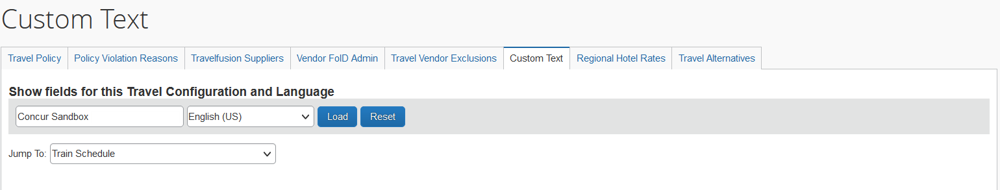 Custom Text
Travel Policy Policy Violation Reasons Travelfusion Suppliers Vendor FoID Admin Travel Vendor Exclusions Custom Text Regional Hotel Rates Travel Alternatives
Show fields for this Travel Configuration and Language
Concur Sandbox English (US) Load Reset
Jump To: Train Schedule